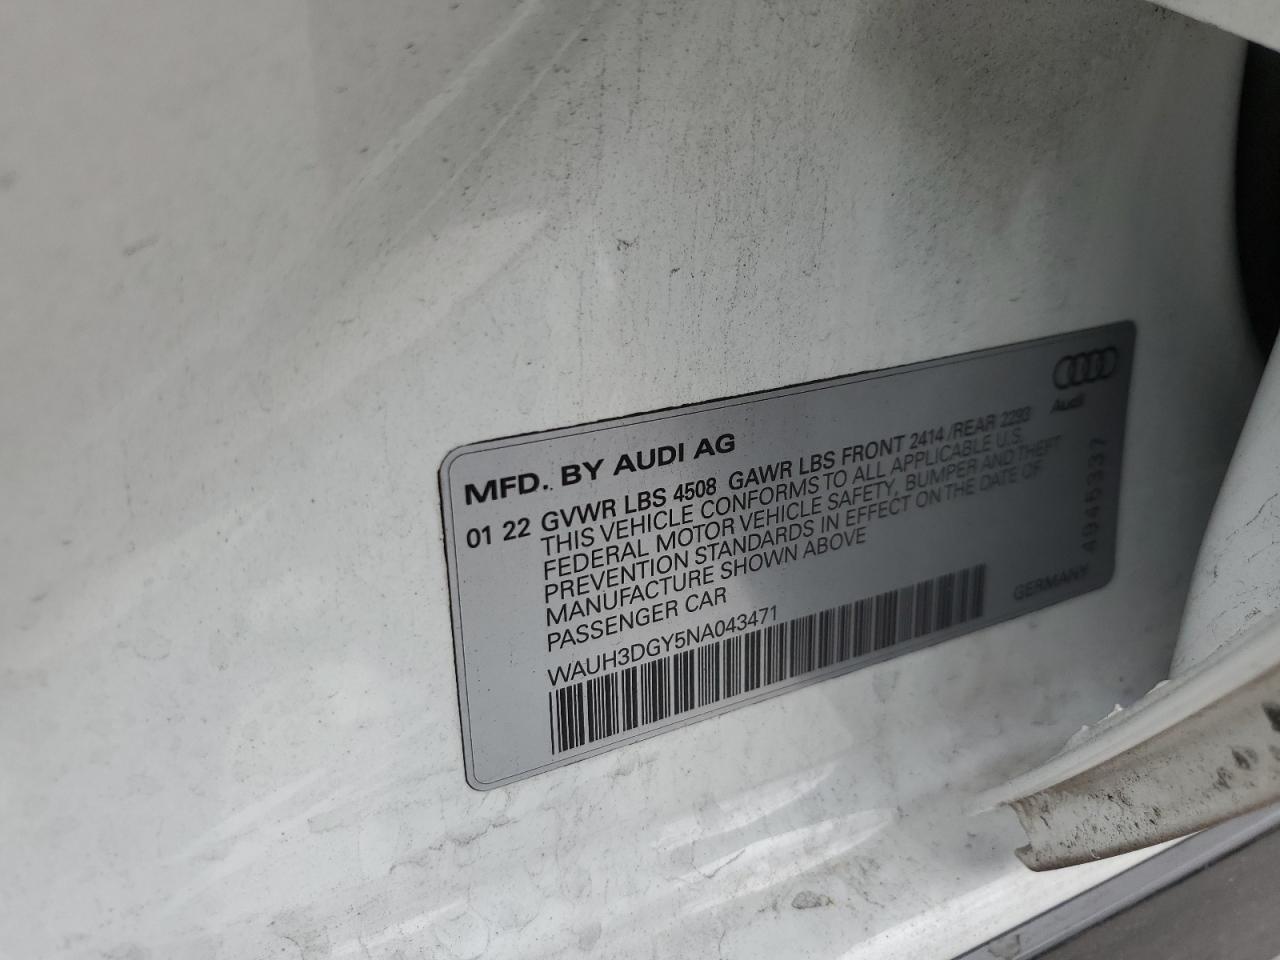 Audi
MFD. BY AUDI AG
01 22 GVWR LBS 4508 GAWR LBS FRONT 2414 /REAR 2293
THIS VEHICLE CONFORMS TO ALL APPLICABLE U.S.
FEDERAL MOTOR VEHICLE SAFETY, BUMPER AND THEFT
PREVENTION STANDARDS IN EFFECT ON THE DATE OF
MANUFACTURE SHOWN ABOVE
PASSENGER CAR
WAUH3DGY5NA043471
GERMANY
4945337